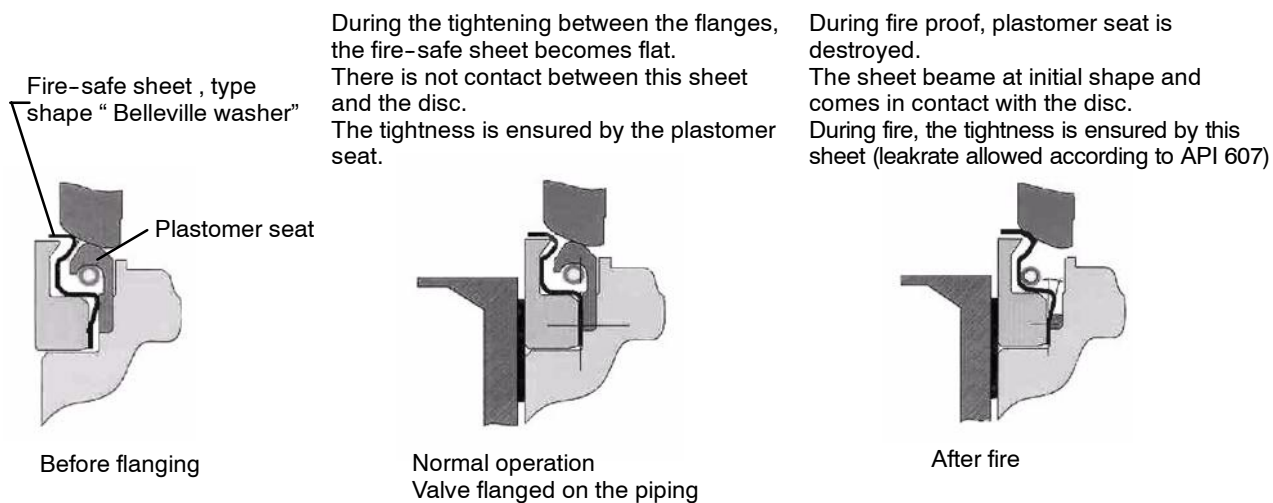 During the tightening between the flanges,
the fire-safe sheet becomes flat.
There is not contact between this sheet
and the disc.
The tightness is ensured by the plastomer
seat.
During fire proof, plastomer seat is
destroyed.
The sheet beame at initial shape and
comes in contact with the disc.
During fire, the tightness is ensured by this
sheet (leakrate allowed according to API 607)
Fire-safe sheet , type
shape “ Belleville washer”
Plastomer seat
Before flanging
Normal operation
Valve flanged on the piping
After fire